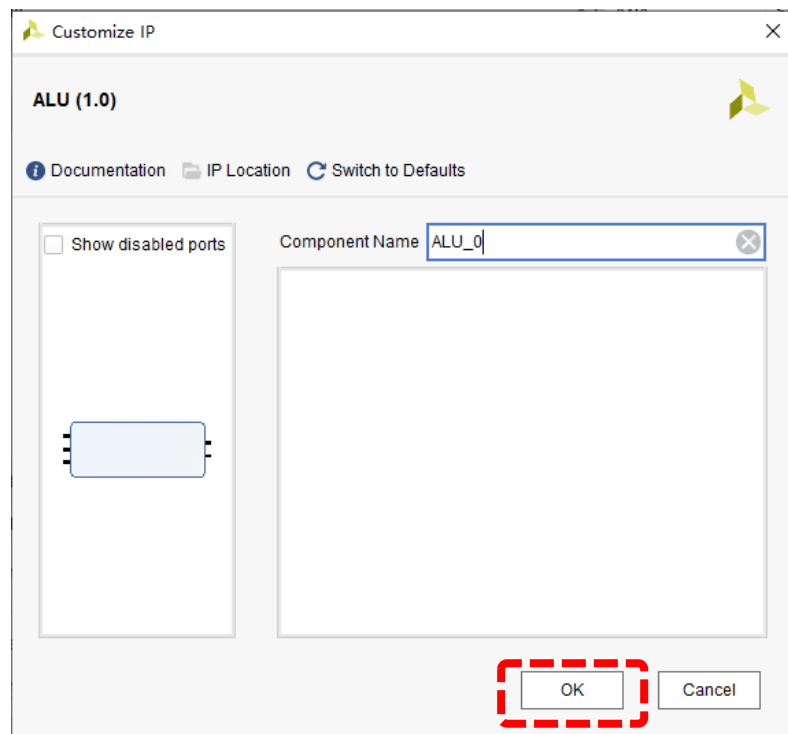 Customize IP
ALU (1.0)
Documentation IP Location Switch to Defaults
Show disabled ports
Component Name ALU_0
OK Cancel